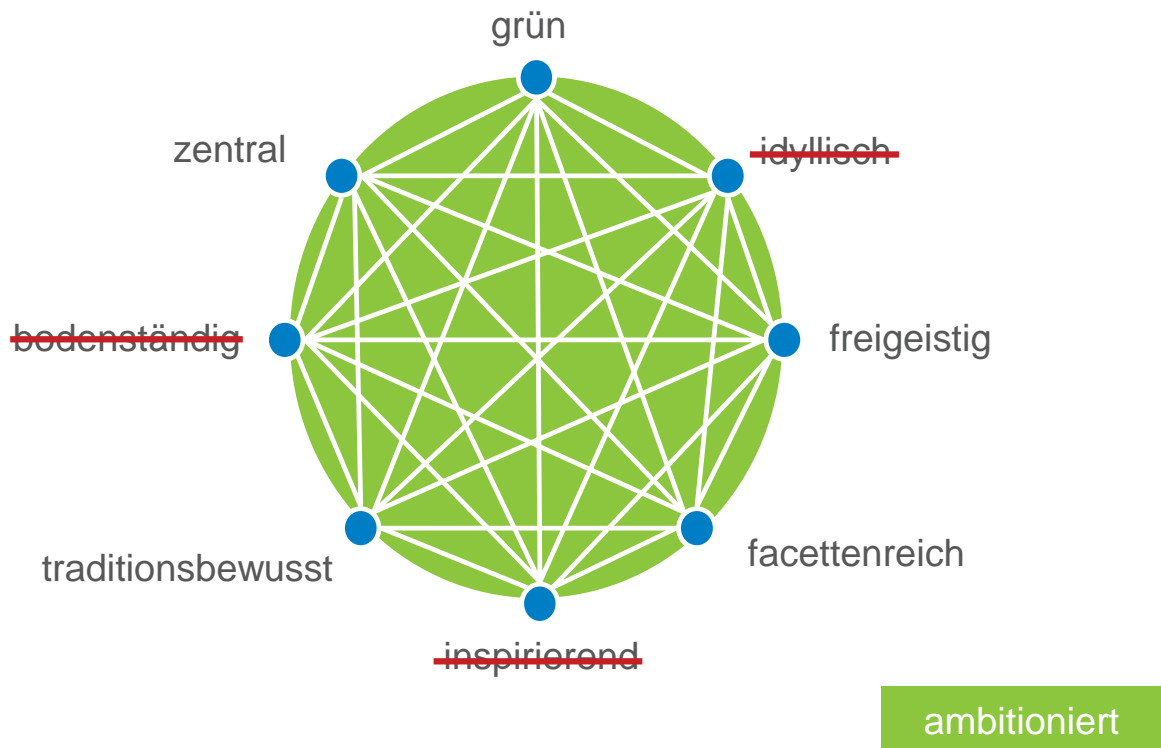 grün
zentral
idyllisch
bodenständig
freigeistig
traditionsbewusst
facettenreich
inspirierend
ambitioniert